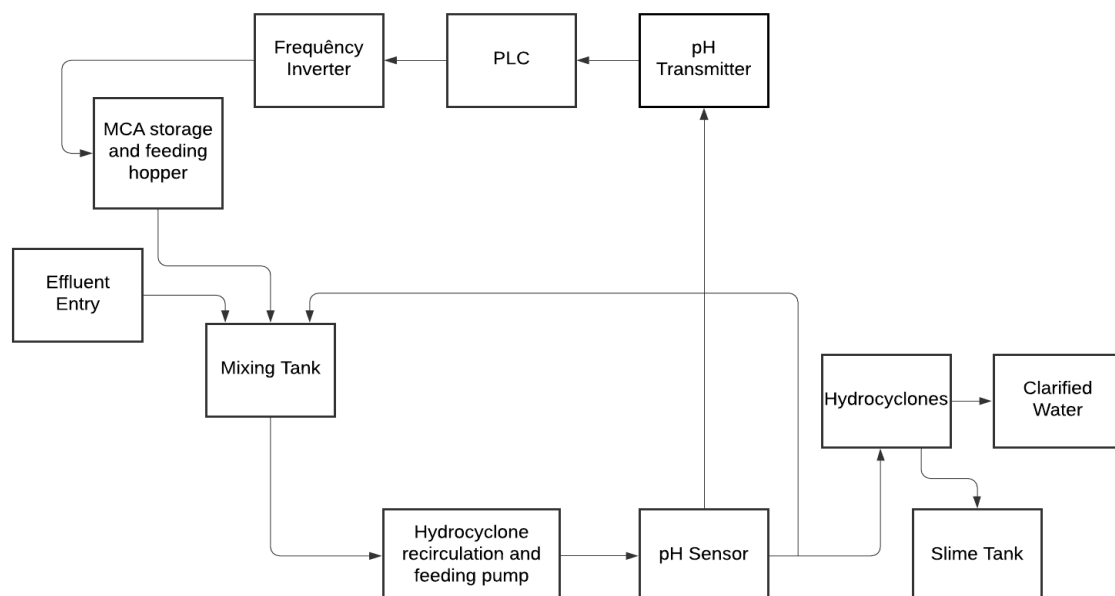 Frequêncy
Inverter
PLC
pH
Transmitter
MCA storage
and feeding
hopper
Effluent
Entry
Mixing Tank
Hydrocyclones
Clarified
Water
Hydrocyclone
recirculation and
feeding pump
pH Sensor
Slime Tank